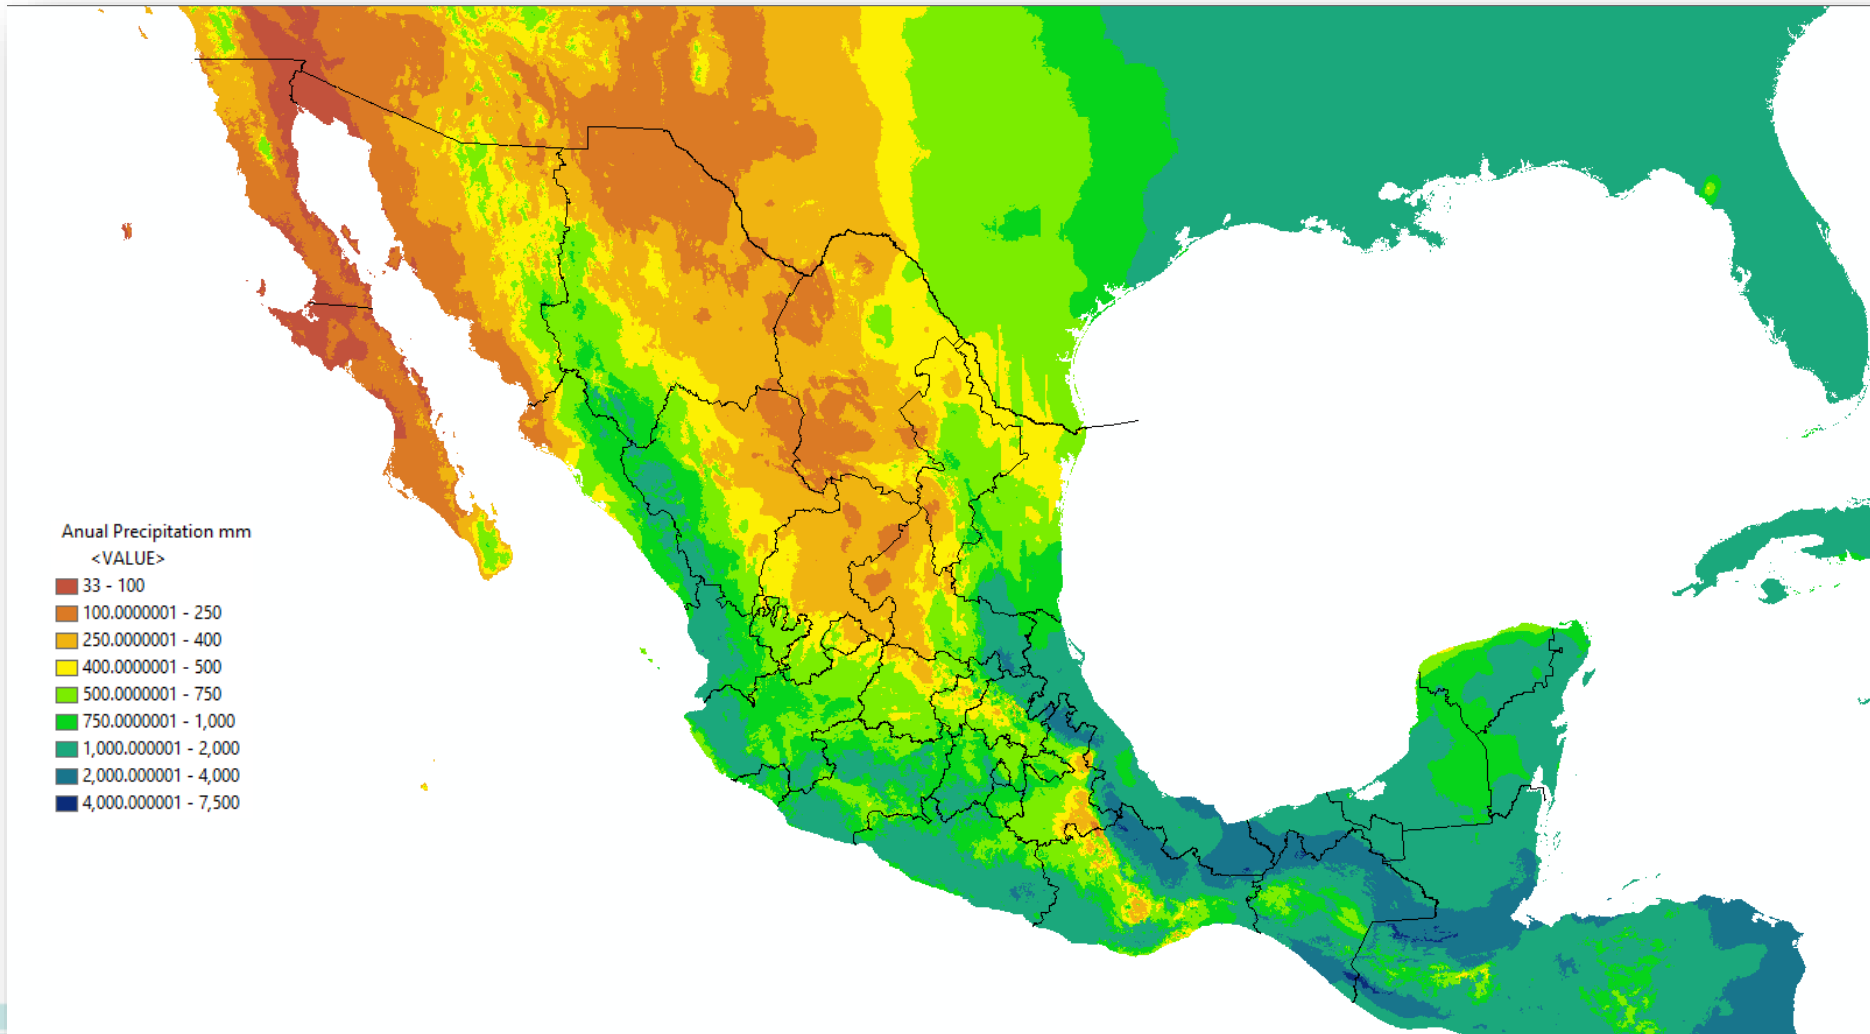 Anual Precipitation mm
<VALUE>
33 - 100
100.0000001 - 250
250.0000001 - 400
400.0000001 - 500
500.0000001 - 750
750.0000001 - 1,000
1,000.000001 - 2,000
2,000.000001 - 4,000
4,000.000001 - 7,500